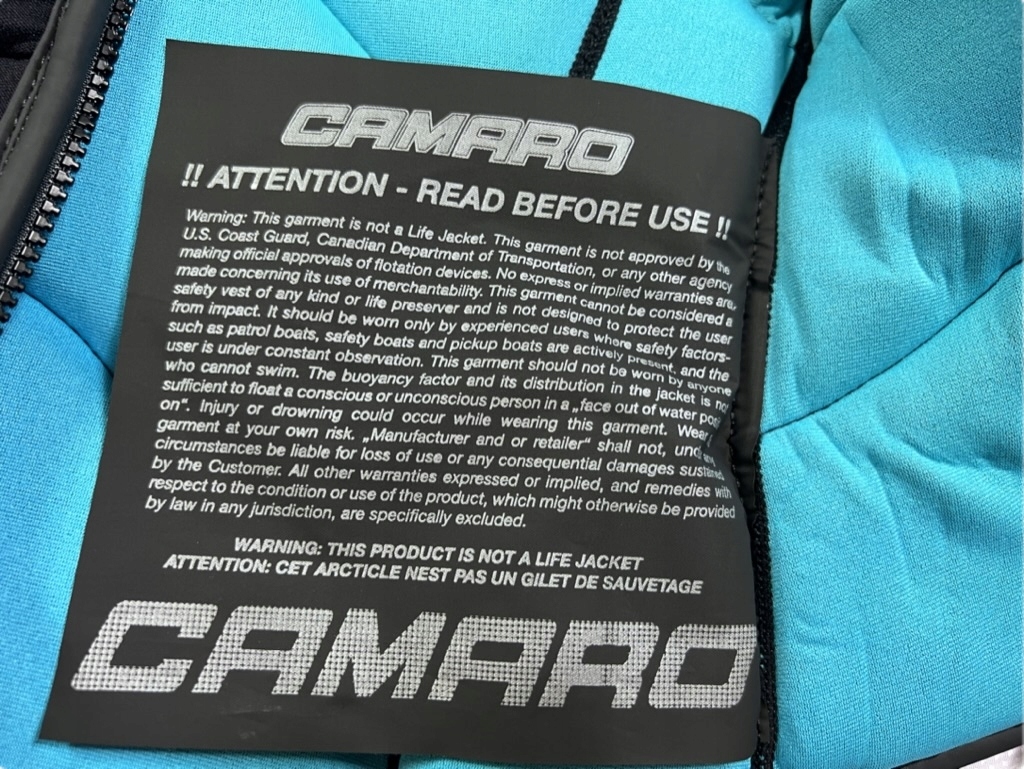 CAMARO
!! ATTENTION - READ BEFORE USE !!
Warning: This garment is not a Life Jacket. This garment is not approved by the
U.S. Coast Guard, Canadian Department of Transportation, or any other agency
making official approvals of flotation devices. No express or implied warranties are
made concerning its use of merchantability. This garment cannot be considered a
safety vest of any kind or life preserver and is not designed to protect the user
from impact. It should be worn only by experienced users where safety factors-
such as patrol boats, safety boats and pickup boats are actively present, and the
user is under constant observation. This garment should not be worn by anyone
who cannot swim. The buoyancy factor and its distribution in the jacket is no
sufficient to float a conscious or unconscious person in a „face out of water
on“. Injury or drowning could occur while wearing this garment.
garment at your own risk. „Manufacturer and or retailer“ shall not,
circumstances be liable for loss of use or any consequential damages sustained
by the Customer. All other warranties expressed or implied, and remedies with
respect to the condition or use of the product, which might otherwise be provided
by law in any jurisdiction, are specifically excluded.
WARNING: THIS PRODUCT IS NOT A LIFE JACKET
ATTENTION: CET ARCTICLE NEST PAS UN GILET DE SAUVETAGE
CAMARO